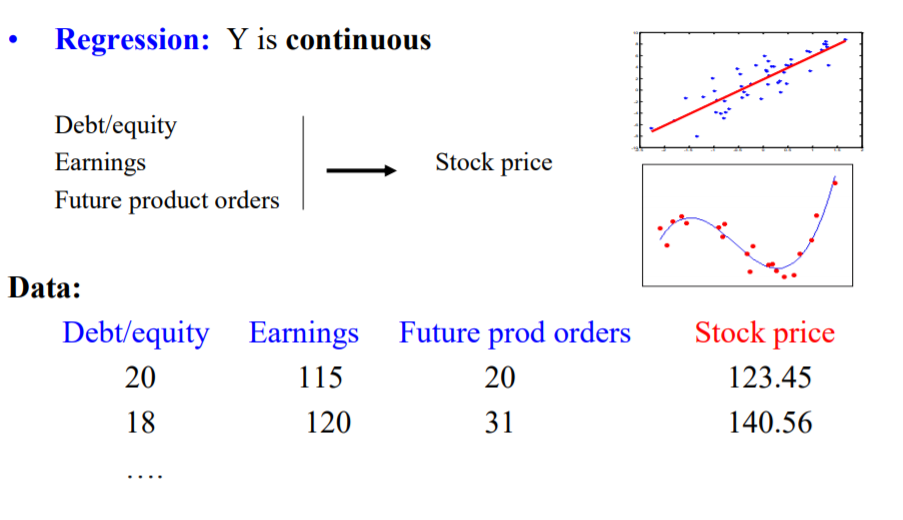 • Regression: Y is continuous
Debt/equity
Earnings
Future product orders
Stock price
Data:
Debt/equity Earnings Future prod orders Stock price
20 115 20 123.45
18 120 31 140.56
....